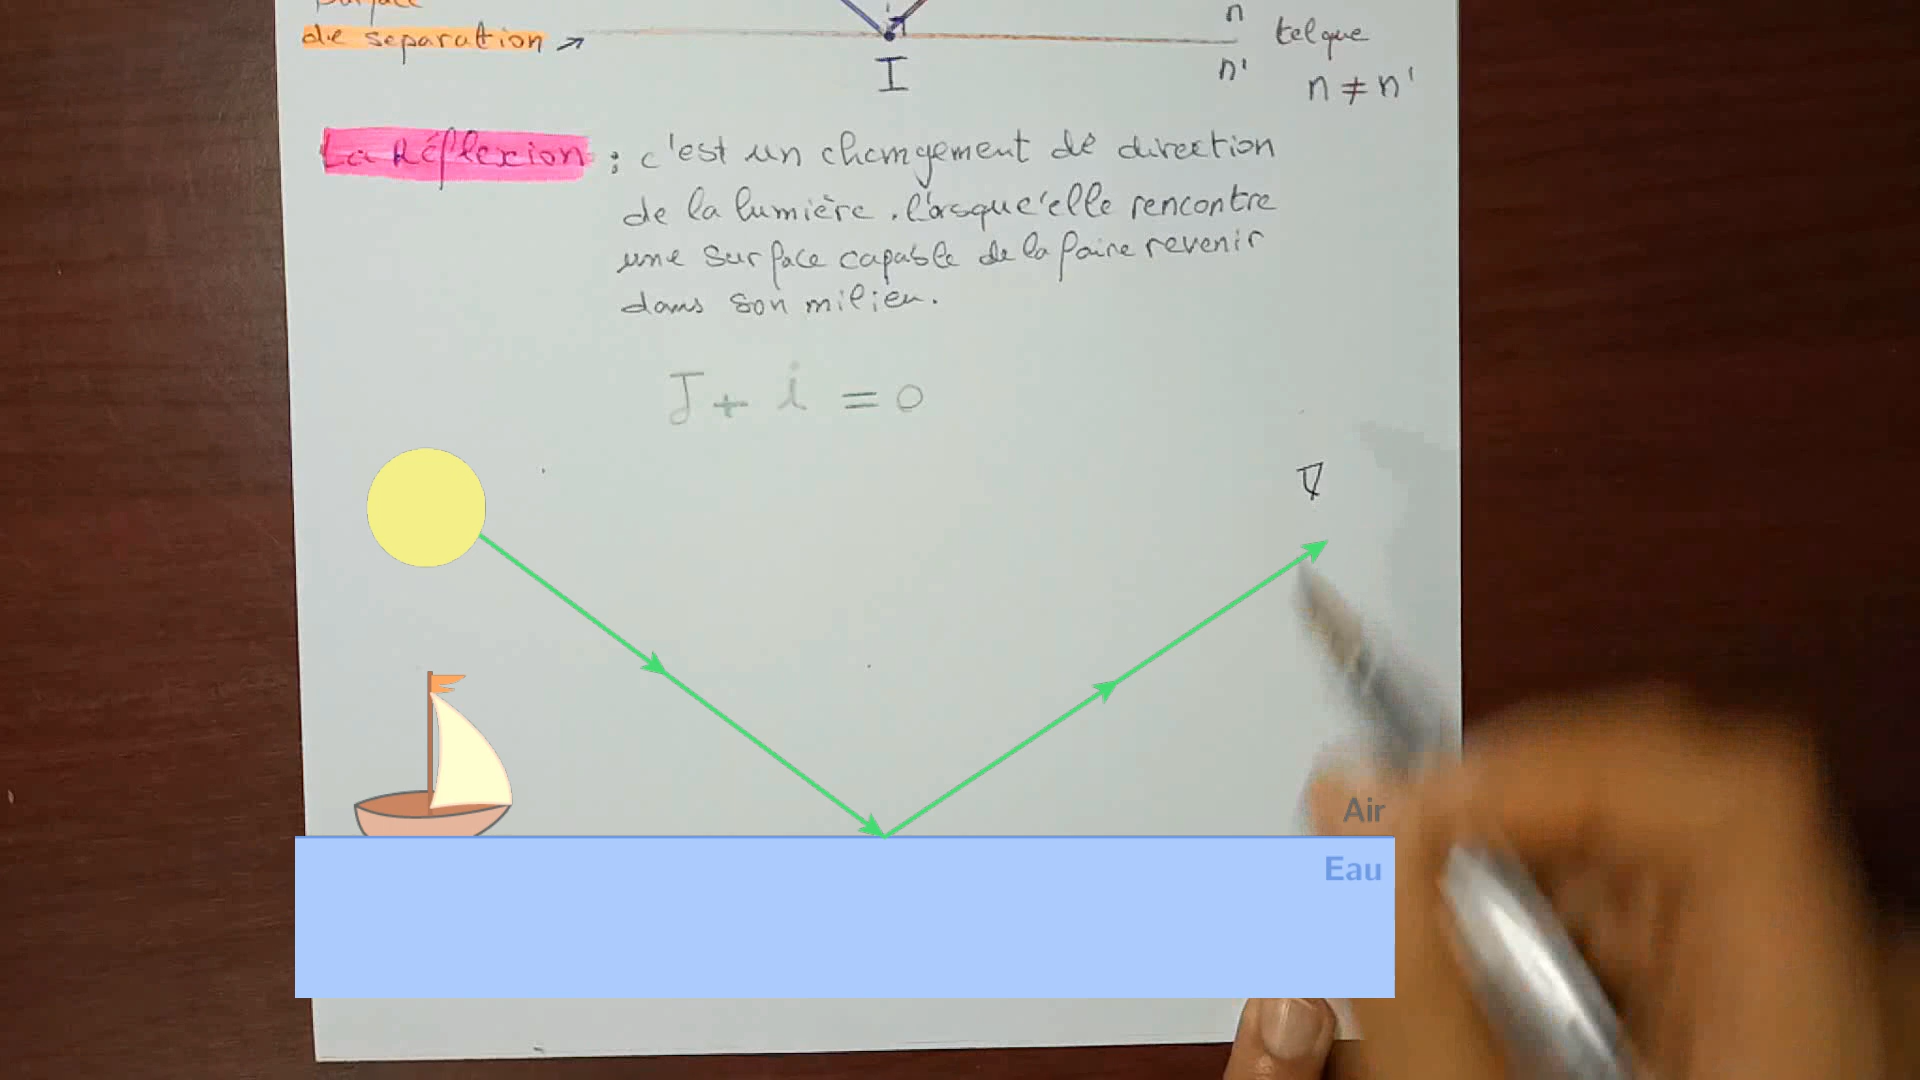 de separation
n
tel que
I
n'
n ≠ n'
La Réflexion : c'est un changement de direction
de la lumière . lorsque'elle rencontre
une surface capable de la faire revenir
dans son milieu.
J + i = 0
Air
Eau